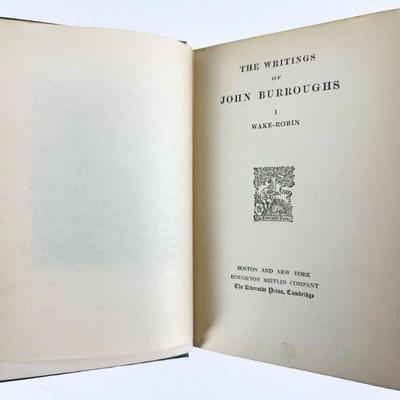 THE WRITINGS
OF
JOHN BURROUGHS
I
WAKE-ROBIN
BOSTON AND NEW YORK
HOUGHTON MIFFLIN COMPANY
The Riverside Press, Cambridge